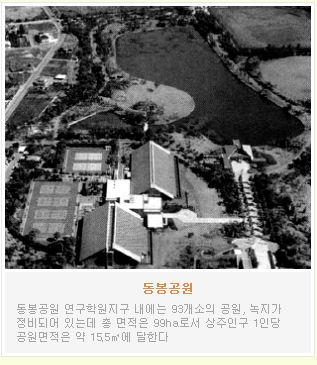 동봉공원
동봉공원 연구학원지구 내에는 93개소의 공원, 녹지가
정비되어 있는데 총 면적은 99ha로서 상주인구 1인당
공원면적은 약 15.5㎡에 달한다